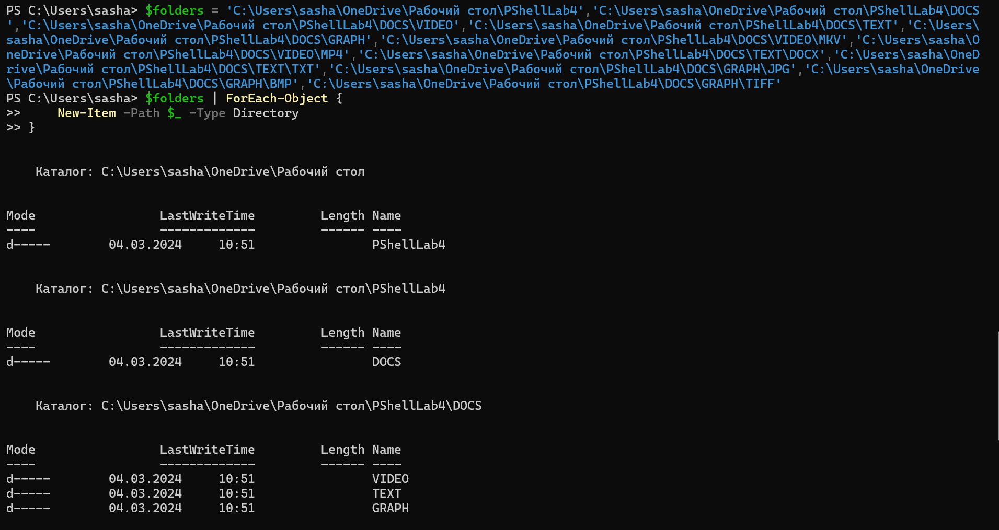 PS C:\Users\sasha> $folders = 'C:\Users\sasha\OneDrive\Рабочий стол\PShellLab4','C:\Users\sasha\OneDrive\Рабочий стол\PShellLab4\DOCS
','C:\Users\sasha\OneDrive\Рабочий стол\PShellLab4\DOCS\VIDEO','C:\Users\sasha\OneDrive\Рабочий стол\PShellLab4\DOCS\TEXT','C:\Users\
sasha\OneDrive\Рабочий стол\PShellLab4\DOCS\GRAPH','C:\Users\sasha\OneDrive\Рабочий стол\PShellLab4\DOCS\VIDEO\MKV','C:\Users\sasha\O
neDrive\Рабочий стол\PShellLab4\DOCS\VIDEO\MP4','C:\Users\sasha\OneDrive\Рабочий стол\PShellLab4\DOCS\TEXT\DOCX','C:\Users\sasha\OneD
rive\Рабочий стол\PShellLab4\DOCS\TEXT\TXT','C:\Users\sasha\OneDrive\Рабочий стол\PShellLab4\DOCS\GRAPH\JPG','C:\Users\sasha\OneDrive
\Рабочий стол\PShellLab4\DOCS\GRAPH\BMP','C:\Users\sasha\OneDrive\Рабочий стол\PShellLab4\DOCS\GRAPH\TIFF'
PS C:\Users\sasha> $folders | ForEach-Object {
>>     New-Item -Path $_ -Type Directory
>> }
    Каталог: C:\Users\sasha\OneDrive\Рабочий стол
Mode                 LastWriteTime         Length Name
----                 -------------         ------ ----
d-----        04.03.2024     10:51                PShellLab4
    Каталог: C:\Users\sasha\OneDrive\Рабочий стол\PShellLab4
Mode                 LastWriteTime         Length Name
----                 -------------         ------ ----
d-----        04.03.2024     10:51                DOCS
    Каталог: C:\Users\sasha\OneDrive\Рабочий стол\PShellLab4\DOCS
Mode                 LastWriteTime         Length Name
----                 -------------         ------ ----
d-----        04.03.2024     10:51                VIDEO
d-----        04.03.2024     10:51                TEXT
d-----        04.03.2024     10:51                GRAPH